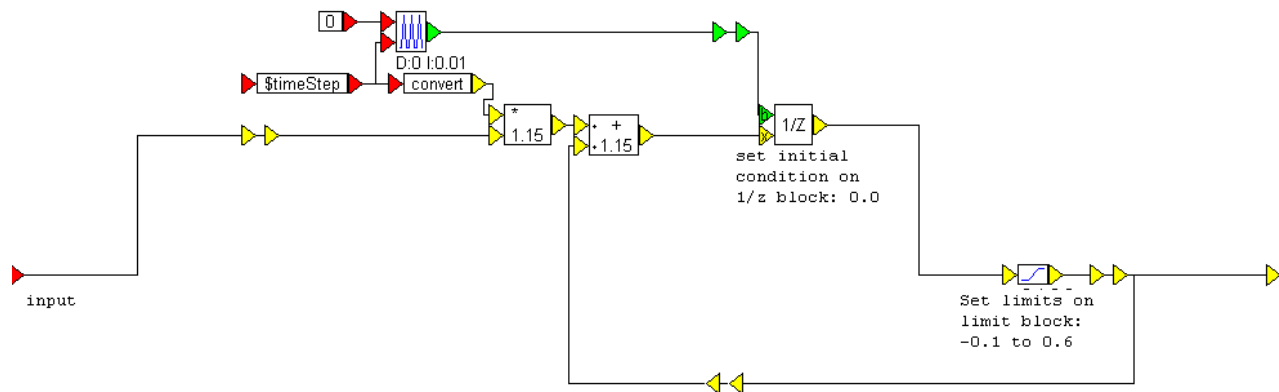 0
D:0 I:0.01
$timeStep
convert
*
1.15
+
1.15
b
x
1/Z
set initial
condition on
1/z block: 0.0
input
Set limits on
limit block:
-0.1 to 0.6